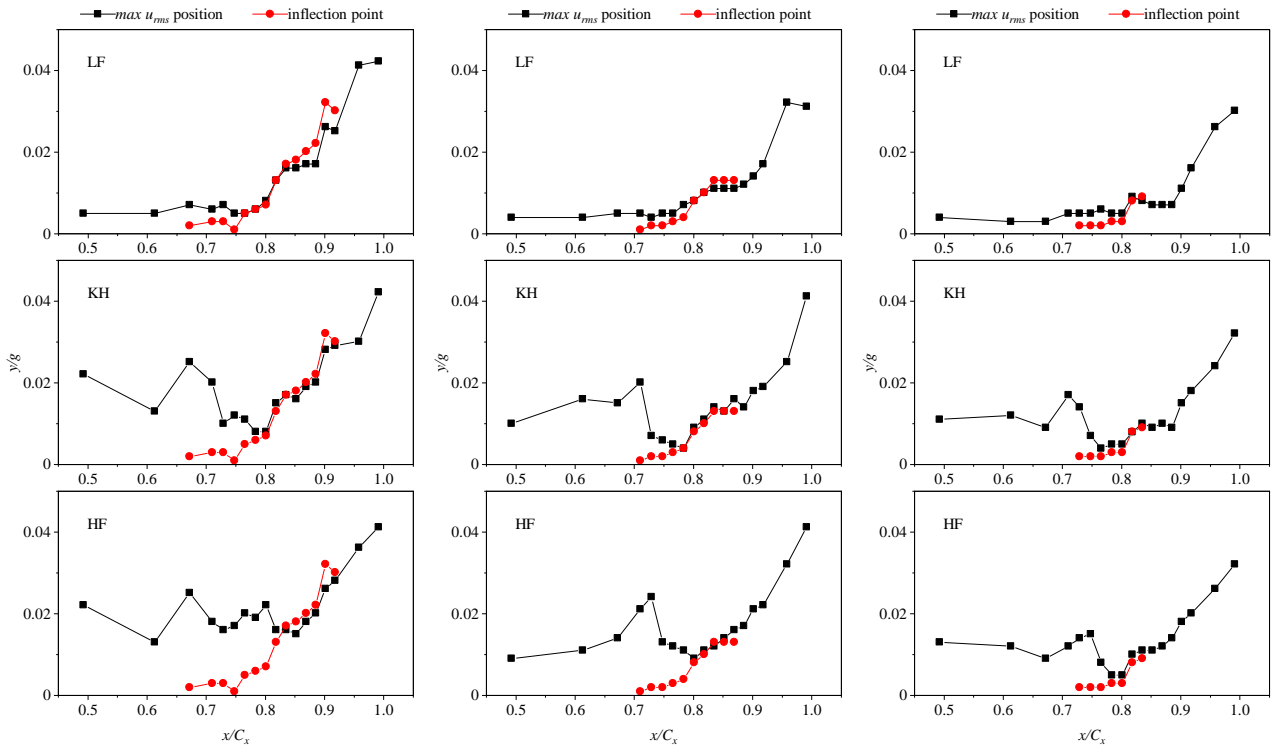 max u_rms position inflection point max u_rms position inflection point max u_rms position inflection point
LF LF LF
0.04 0.04 0.04
0.02 0.02 0.02
0 0 0
0.5 0.6 0.7 0.8 0.9 1.0 0.5 0.6 0.7 0.8 0.9 1.0 0.5 0.6 0.7 0.8 0.9 1.0
KH KH KH
0.04 0.04 0.04
y/g y/g y/g
0.02 0.02 0.02
0 0 0
0.5 0.6 0.7 0.8 0.9 1.0 0.5 0.6 0.7 0.8 0.9 1.0 0.5 0.6 0.7 0.8 0.9 1.0
HF HF HF
0.04 0.04 0.04
0.02 0.02 0.02
0 0 0
0.5 0.6 0.7 0.8 0.9 1.0 0.5 0.6 0.7 0.8 0.9 1.0 0.5 0.6 0.7 0.8 0.9 1.0
x/C_x x/C_x x/C_x